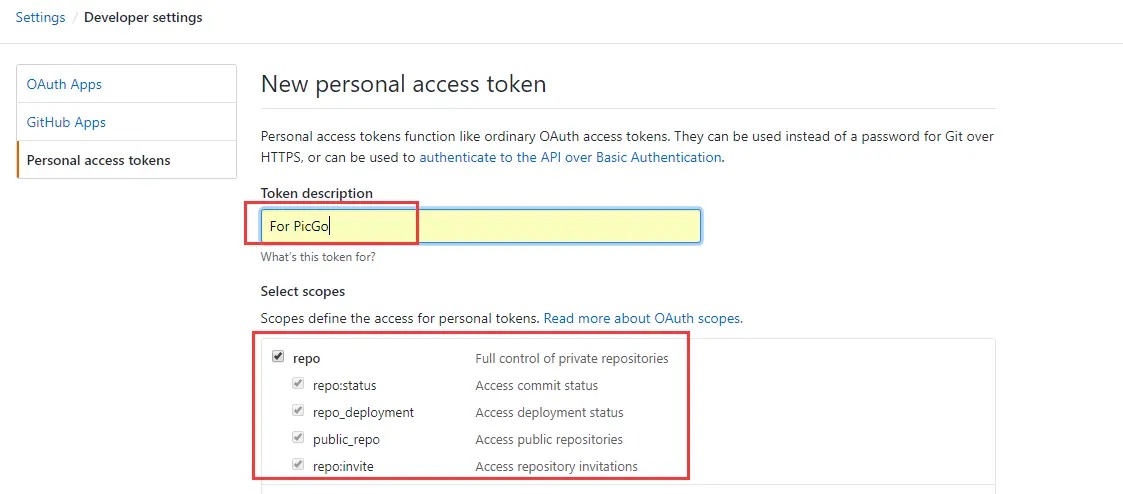 Settings / Developer settings
OAuth Apps
GitHub Apps
Personal access tokens
New personal access token
Personal access tokens function like ordinary OAuth access tokens. They can be used instead of a password for Git over
HTTPS, or can be used to authenticate to the API over Basic Authentication.
Token description
For PicGo
What's this token for?
Select scopes
Scopes define the access for personal tokens. Read more about OAuth scopes.
repo Full control of private repositories
repo:status Access commit status
repo_deployment Access deployment status
public_repo Access public repositories
repo:invite Access repository invitations